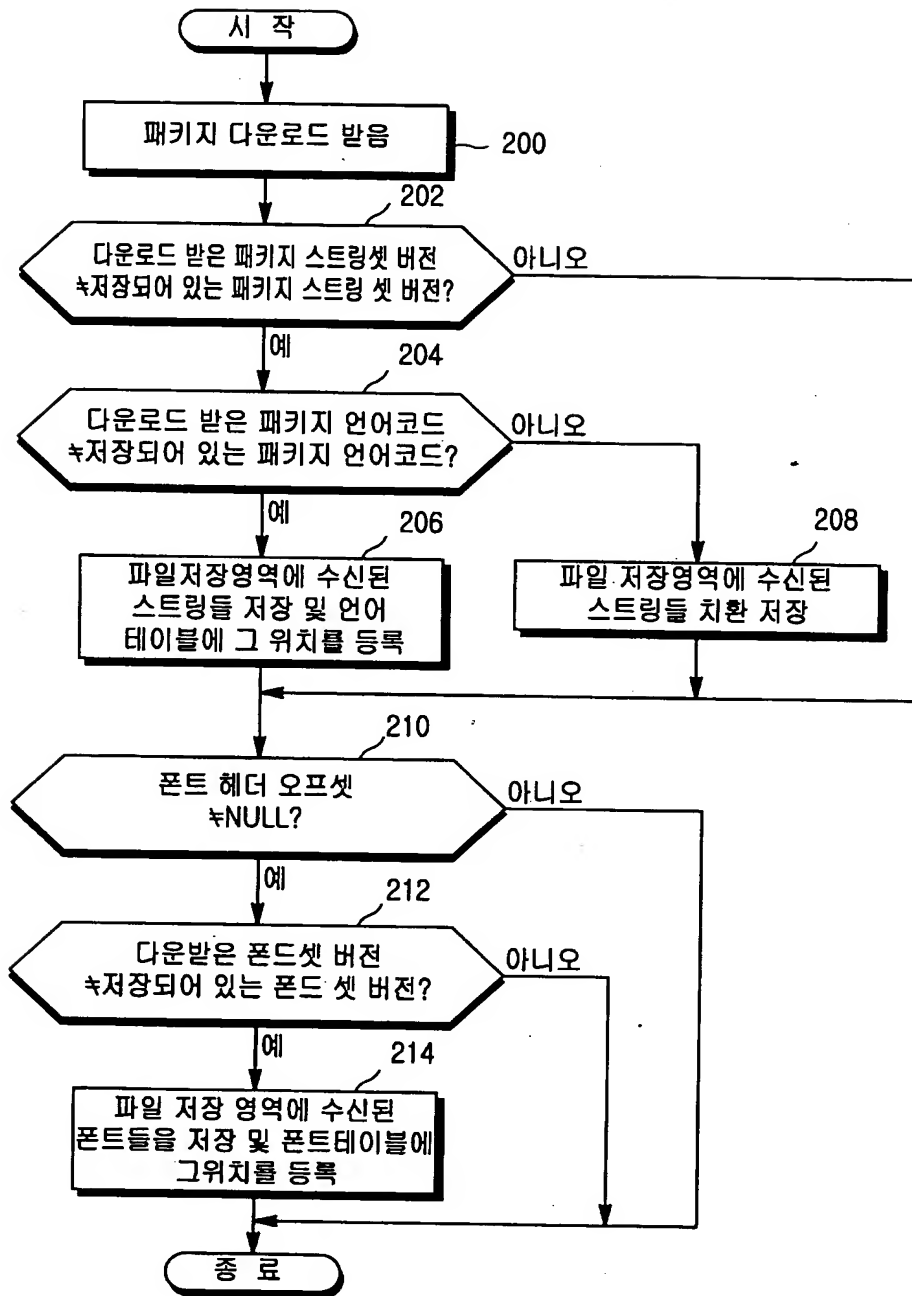 시 작
패키지 다운로드 받음
200
202
다운로드 받은 패키지 스트링셋 버전
≠저장되어 있는 패키지 스트링 셋 버전?
아니오
예
204
다운로드 받은 패키지 언어코드
≠저장되어 있는 패키지 언어코드?
아니오
예
206
파일저장영역에 수신된
스트링들 저장 및 언어
테이블에 그 위치를 등록
208
파일 저장영역에 수신된
스트링들 치환 저장
210
폰트 헤더 오프셋
≠NULL?
아니오
예
212
다운받은 폰드셋 버전
≠저장되어 있는 폰드 셋 버전?
아니오
예
214
파일 저장 영역에 수신된
폰트들을 저장 및 폰트테이블에
그위치를 등록
종 료